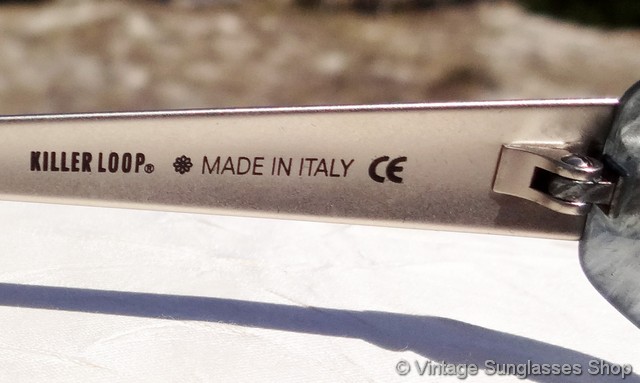 KILLER LOOP® ❁ MADE IN ITALY CE
© Vintage Sunglasses Shop